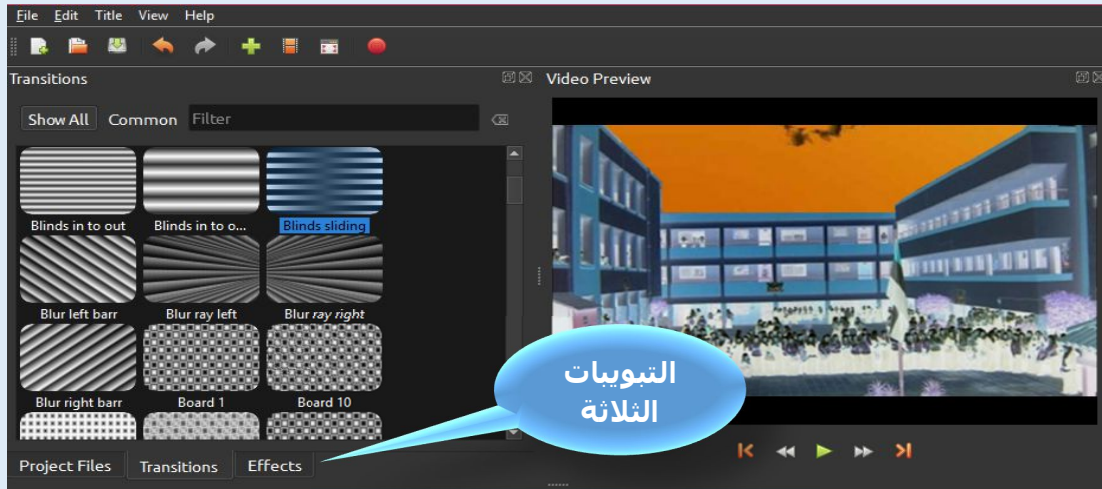 File Edit Title View Help
Transitions
Video Preview
Show All Common Filter
Blinds in to out Blinds in to o... Blinds sliding
Blur left barr Blur ray left Blur ray right
Blur right barr Board 1 Board 10
التبويبات
الثلاثة
Project Files Transitions Effects